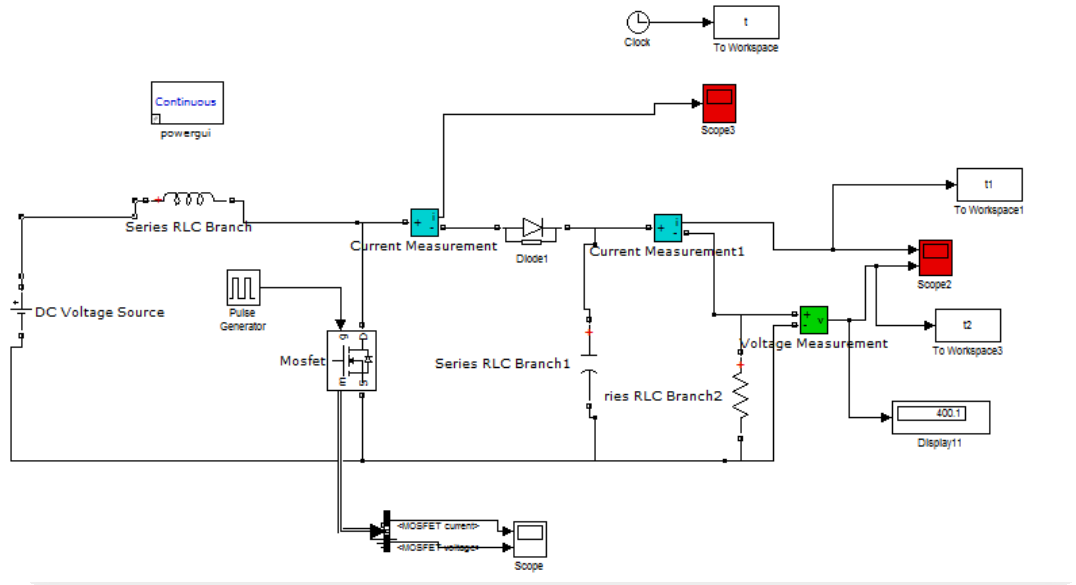 t
Clock
To Workspace
Continuous
powergui
Scope3
t1
To Workspace1
Series RLC Branch
Current Measurement
+
-
i
Diode1
Current Measurement1
+
-
i
Scope2
DC Voltage Source
+
Pulse
Generator
Mosfet
g
D
m
S
Series RLC Branch1
ries RLC Branch2
+
-
v
Voltage Measurement
t2
To Workspace3
400.1
Display11
<MOSFET current>
<MOSFET voltage>
Scope